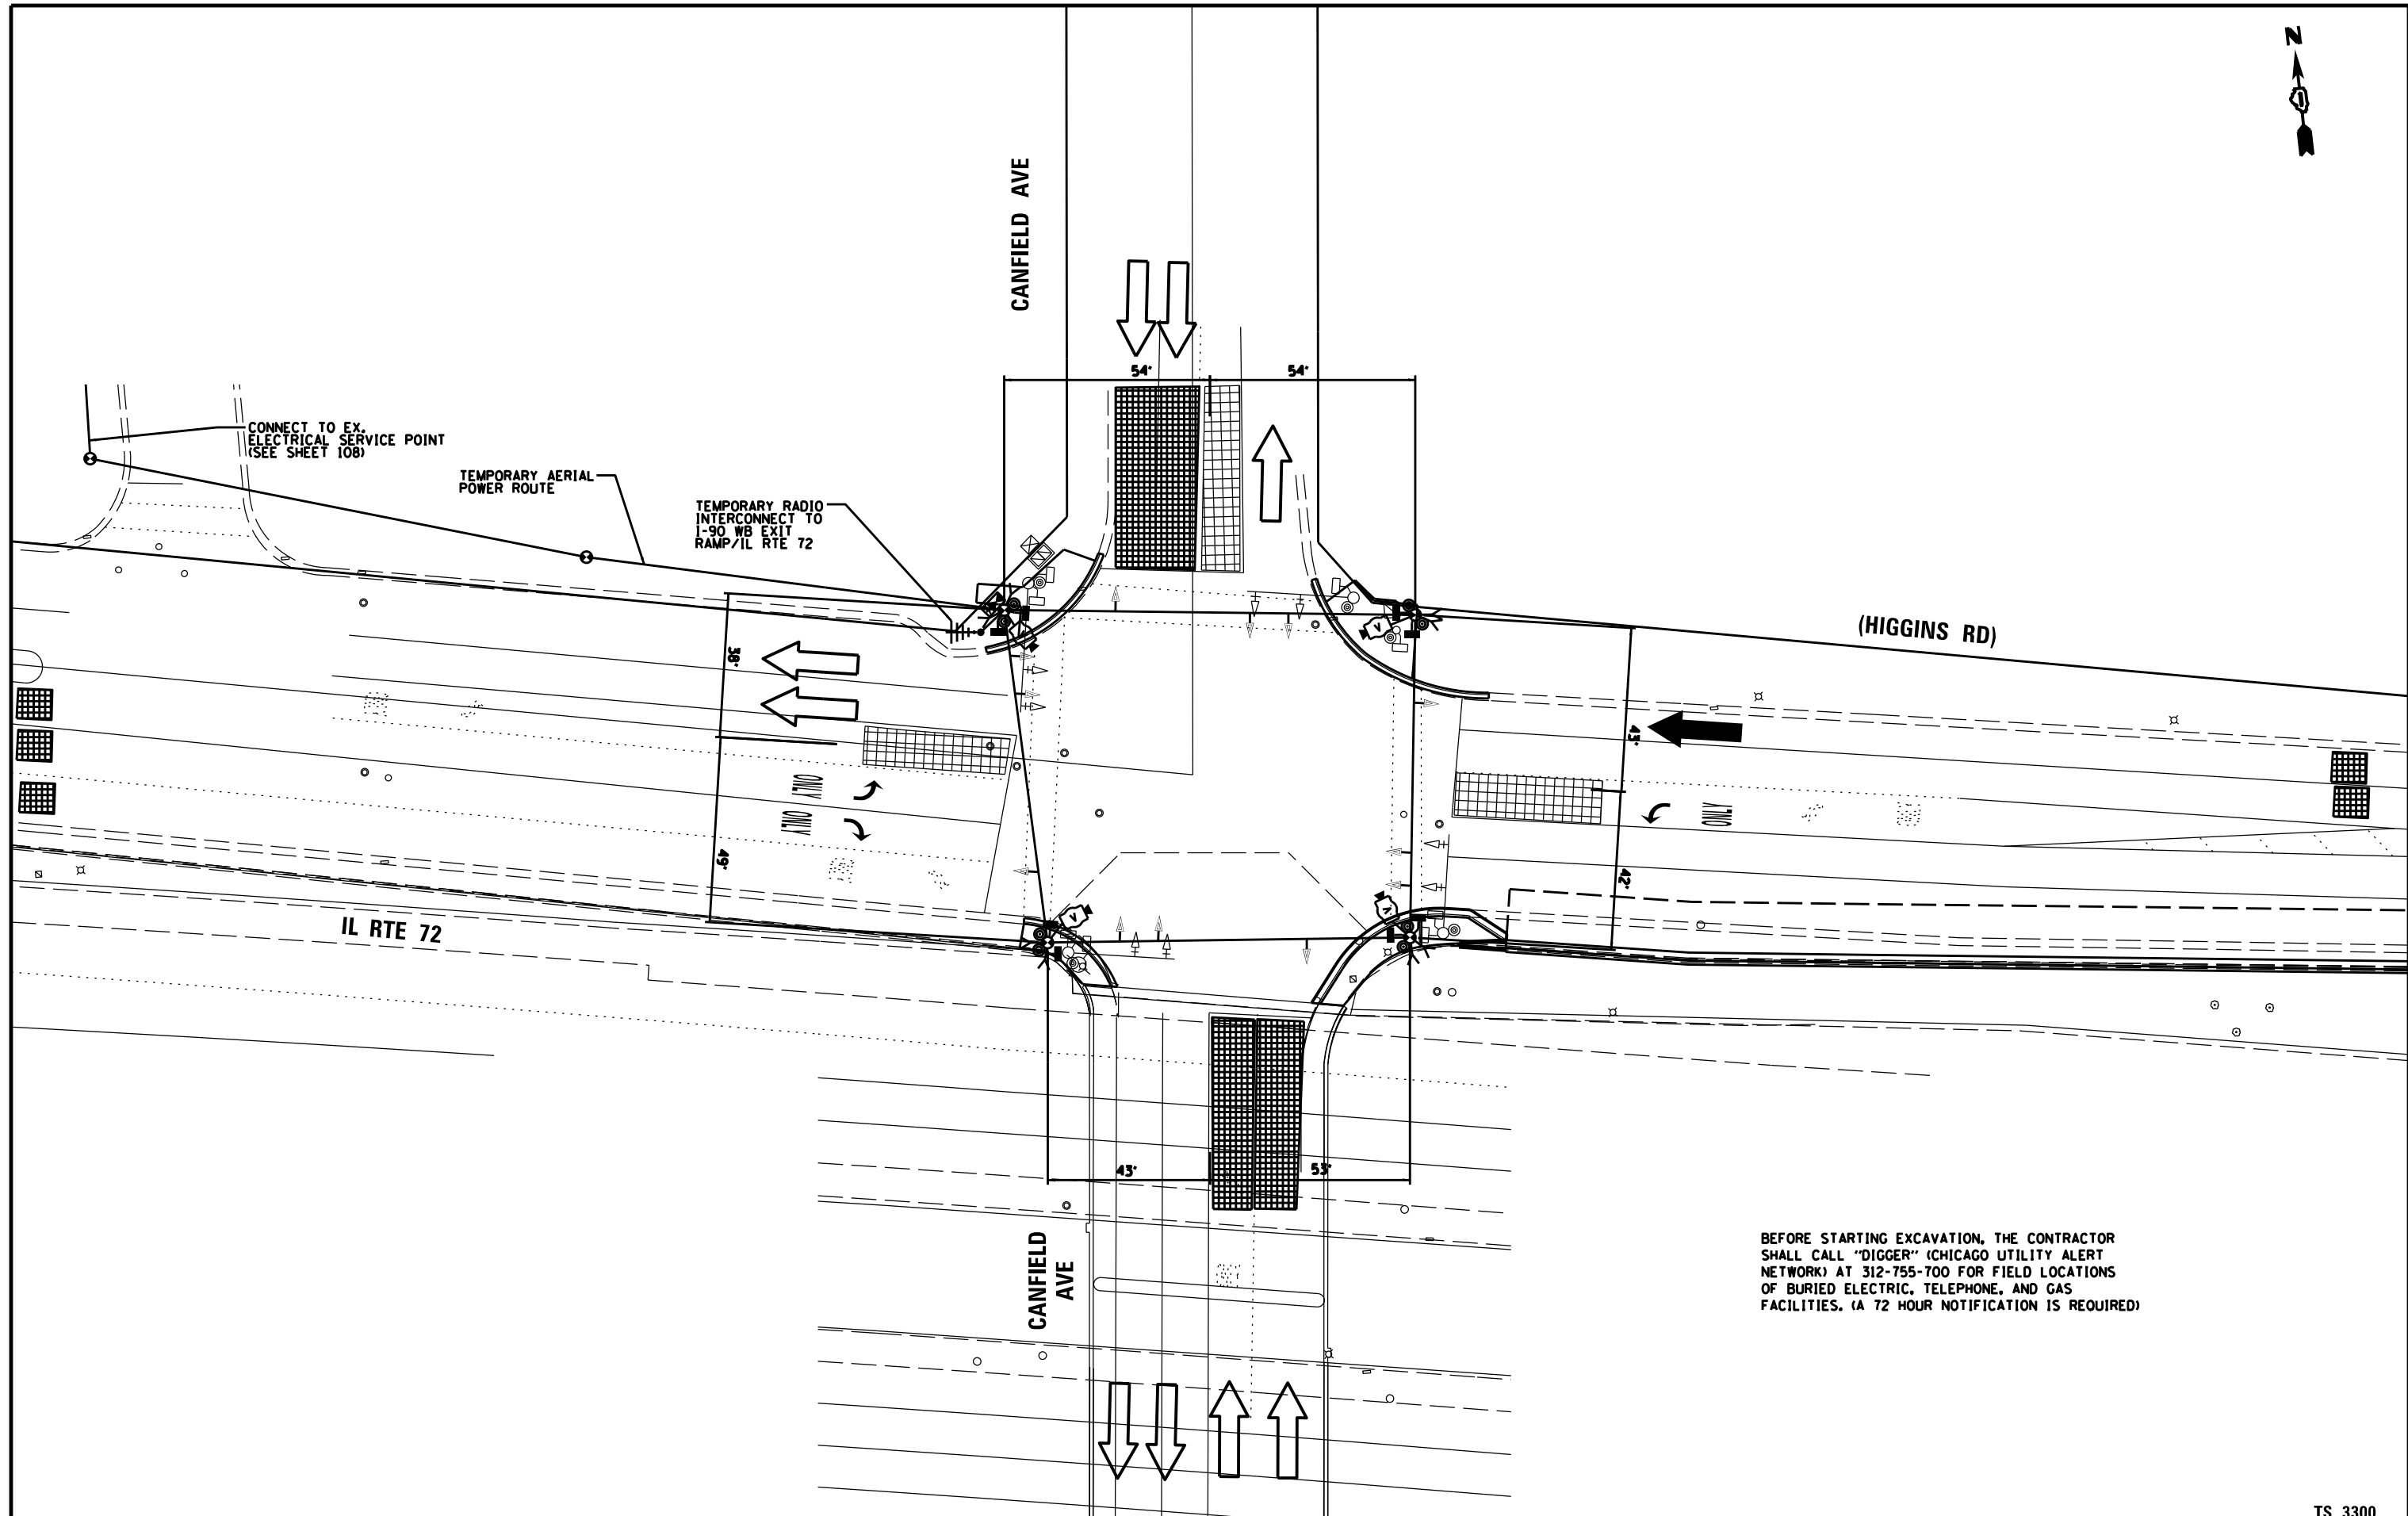 N
CANFIELD AVE
54'
54'
CONNECT TO EX.
ELECTRICAL SERVICE POINT
(SEE SHEET 108)
TEMPORARY AERIAL
POWER ROUTE
TEMPORARY RADIO
INTERCONNECT TO
I-90 WB EXIT
RAMP/IL RTE 72
(HIGGINS RD)
38'
43'
V
V
ONLY
ONLY
ONLY
49'
42'
V
V
IL RTE 72
43'
53'
CANFIELD
AVE
BEFORE STARTING EXCAVATION, THE CONTRACTOR
SHALL CALL "DIGGER" (CHICAGO UTILITY ALERT
NETWORK) AT 312-755-700 FOR FIELD LOCATIONS
OF BURIED ELECTRIC, TELEPHONE, AND GAS
FACILITIES. (A 72 HOUR NOTIFICATION IS REQUIRED)
TS 3300